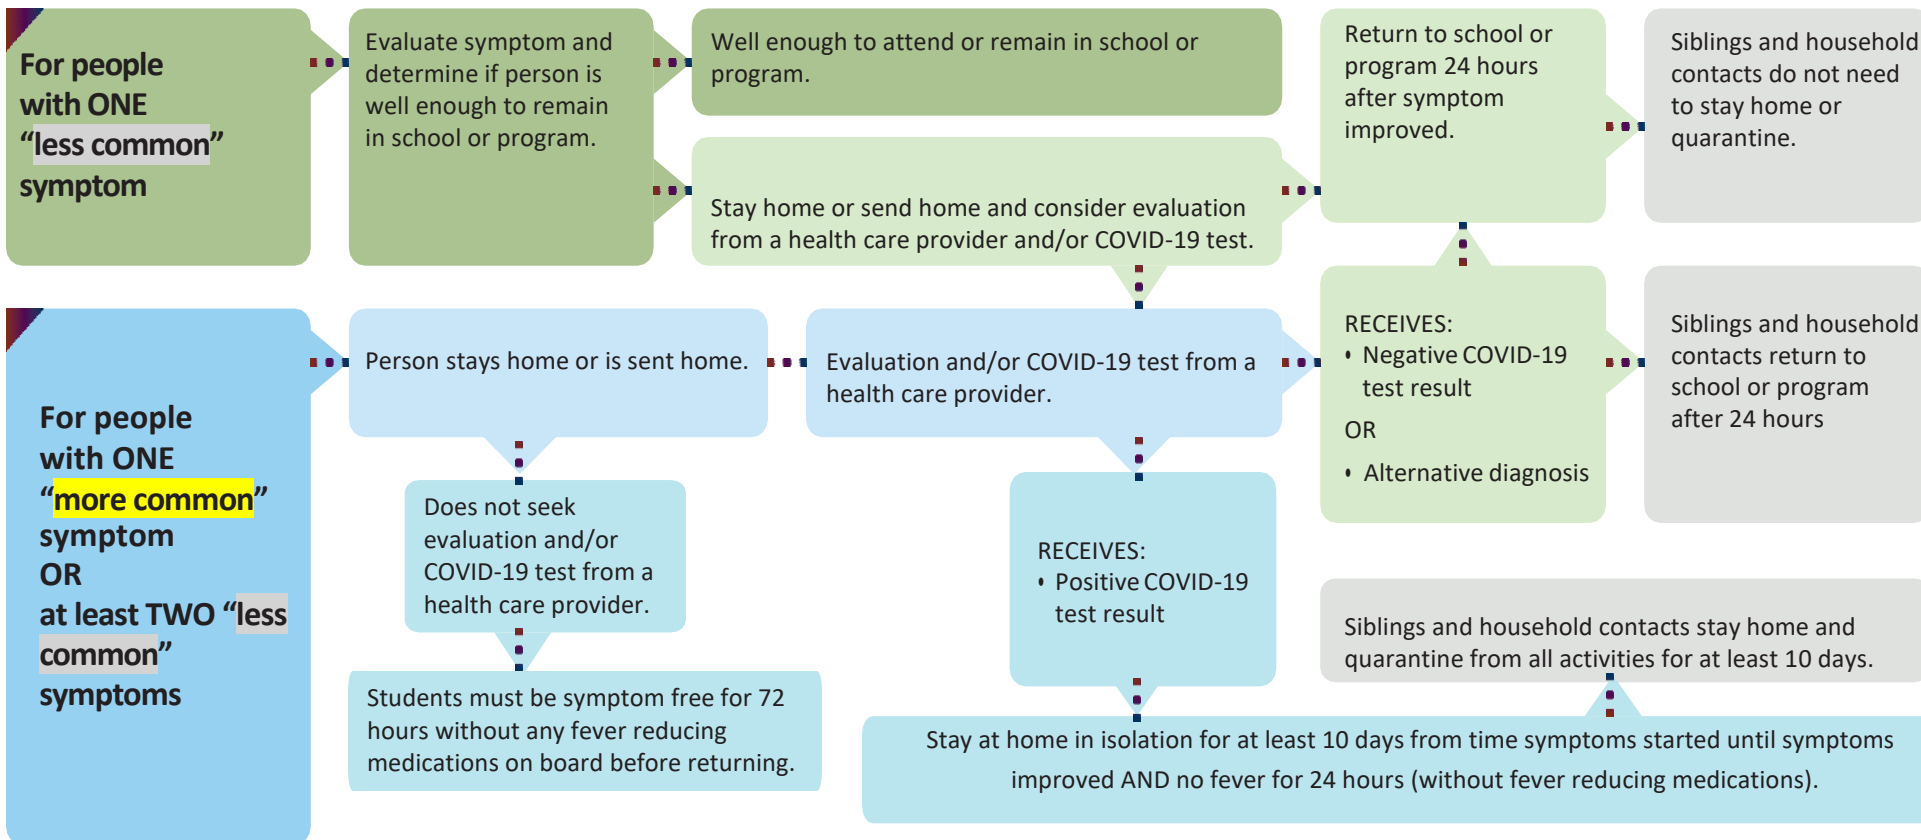 For people
with ONE
“less common”
symptom
Evaluate symptom and
determine if person is
well enough to remain
in school or program.
Well enough to attend or remain in school or
program.
Stay home or send home and consider evaluation
from a health care provider and/or COVID-19 test.
Return to school or
program 24 hours
after symptom
improved.
Siblings and household
contacts do not need
to stay home or
quarantine.
For people
with ONE
“more common”
symptom
OR
at least TWO “less
common”
symptoms
Person stays home or is sent home.
Evaluation and/or COVID-19 test from a
health care provider.
RECEIVES:
• Negative COVID-19
test result
OR
• Alternative diagnosis
Siblings and household
contacts return to
school or program
after 24 hours
Does not seek
evaluation and/or
COVID-19 test from a
health care provider.
Students must be symptom free for 72
hours without any fever reducing
medications on board before returning.
RECEIVES:
• Positive COVID-19
test result
Siblings and household contacts stay home and
quarantine from all activities for at least 10 days.
Stay at home in isolation for at least 10 days from time symptoms started until symptoms
improved AND no fever for 24 hours (without fever reducing medications).